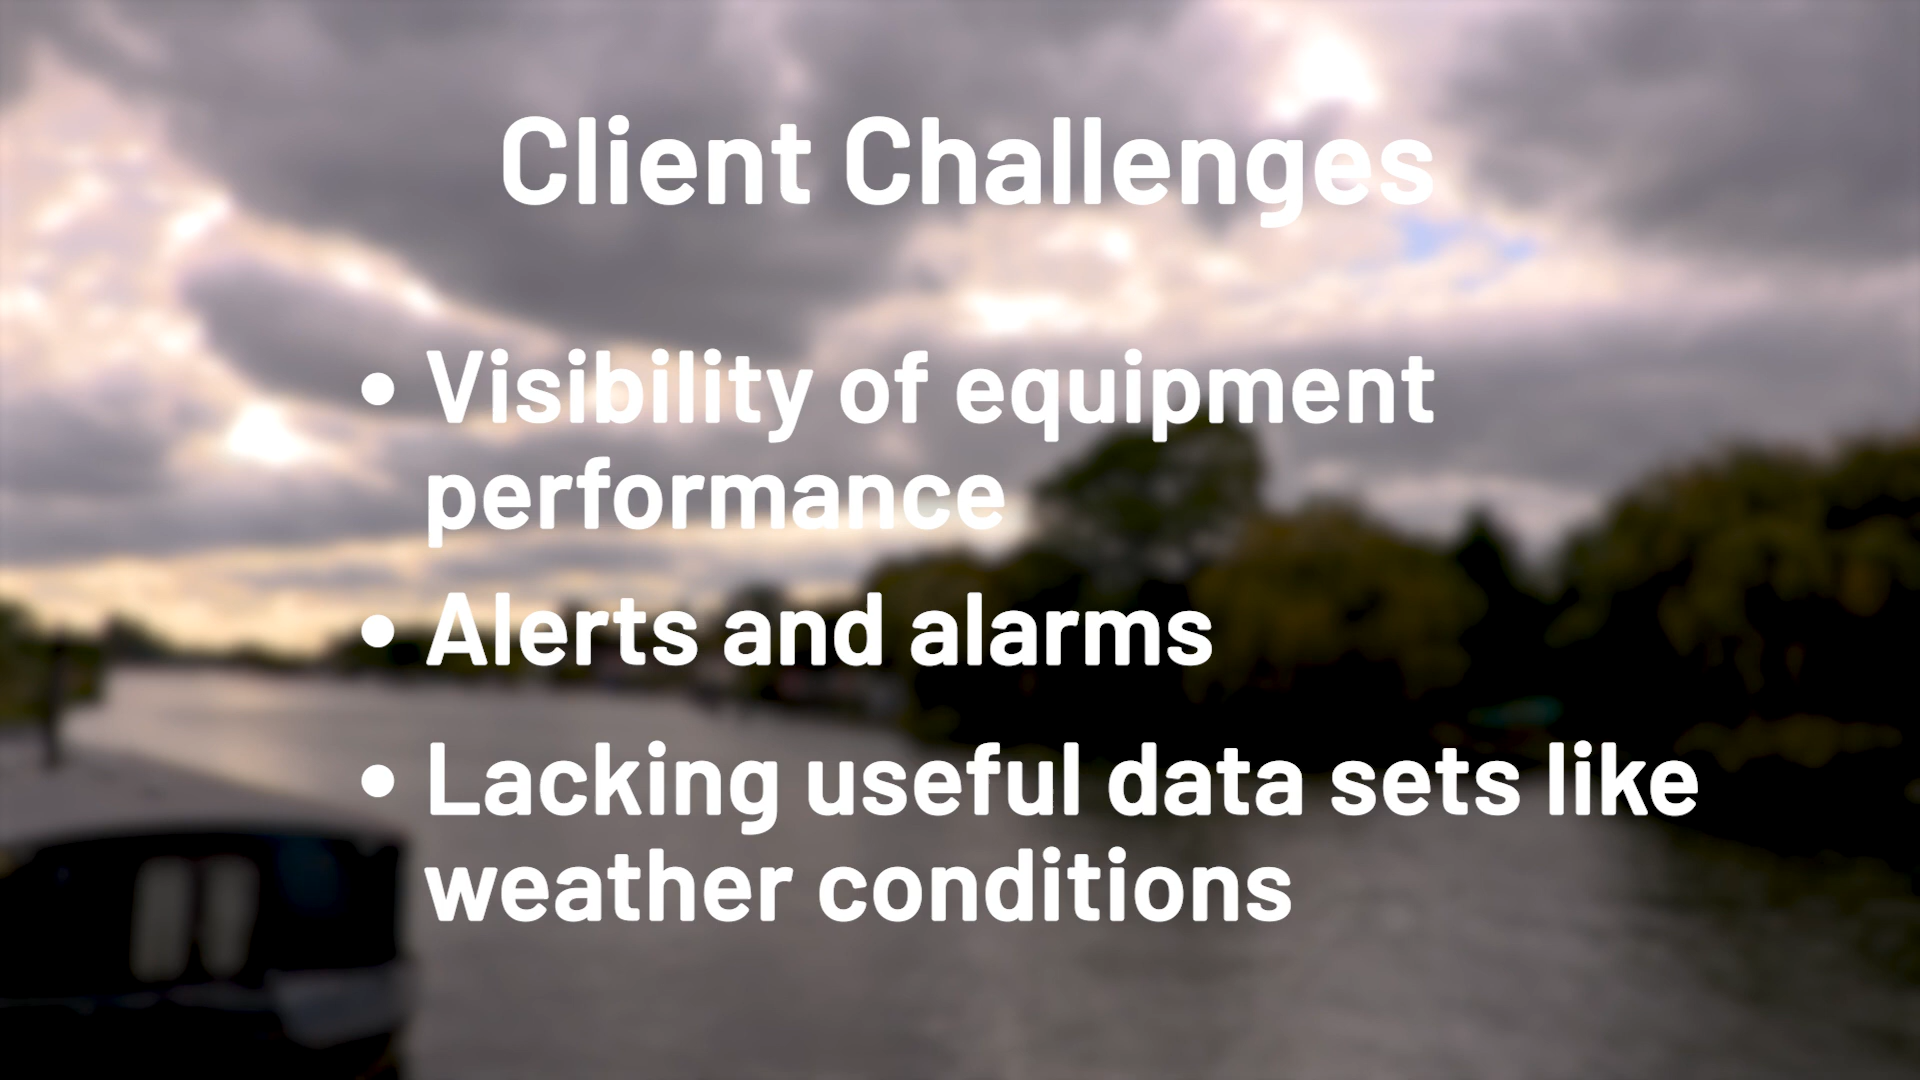 Client Challenges
• Visibility of equipment
performance
• Alerts and alarms
• Lacking useful data sets like
weather conditions